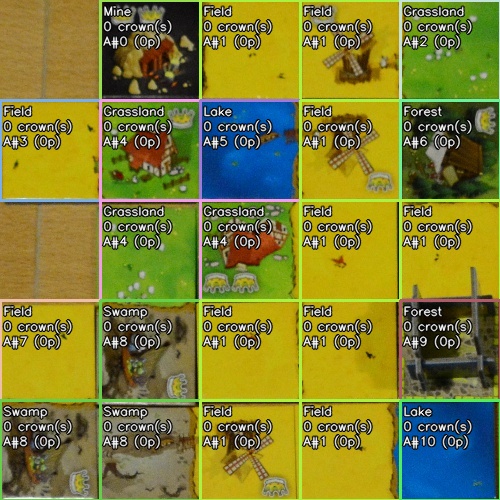 Mine
0 crown(s)
A#0 (0p)
Field
0 crown(s)
A#1 (0p)
Field
0 crown(s)
A#1 (0p)
Grassland
0 crown(s)
A#2 (0p)
Field
0 crown(s)
A#3 (0p)
Grassland
0 crown(s)
A#4 (0p)
Lake
0 crown(s)
A#5 (0p)
Field
0 crown(s)
A#1 (0p)
Forest
0 crown(s)
A#6 (0p)
Grassland
0 crown(s)
A#4 (0p)
Grassland
0 crown(s)
A#4 (0p)
Field
0 crown(s)
A#1 (0p)
Field
0 crown(s)
A#1 (0p)
Field
0 crown(s)
A#7 (0p)
Swamp
0 crown(s)
A#8 (0p)
Field
0 crown(s)
A#1 (0p)
Field
0 crown(s)
A#1 (0p)
Forest
0 crown(s)
A#9 (0p)
Swamp
0 crown(s)
A#8 (0p)
Swamp
0 crown(s)
A#8 (0p)
Field
0 crown(s)
A#1 (0p)
Field
0 crown(s)
A#1 (0p)
Lake
0 crown(s)
A#10 (0p)